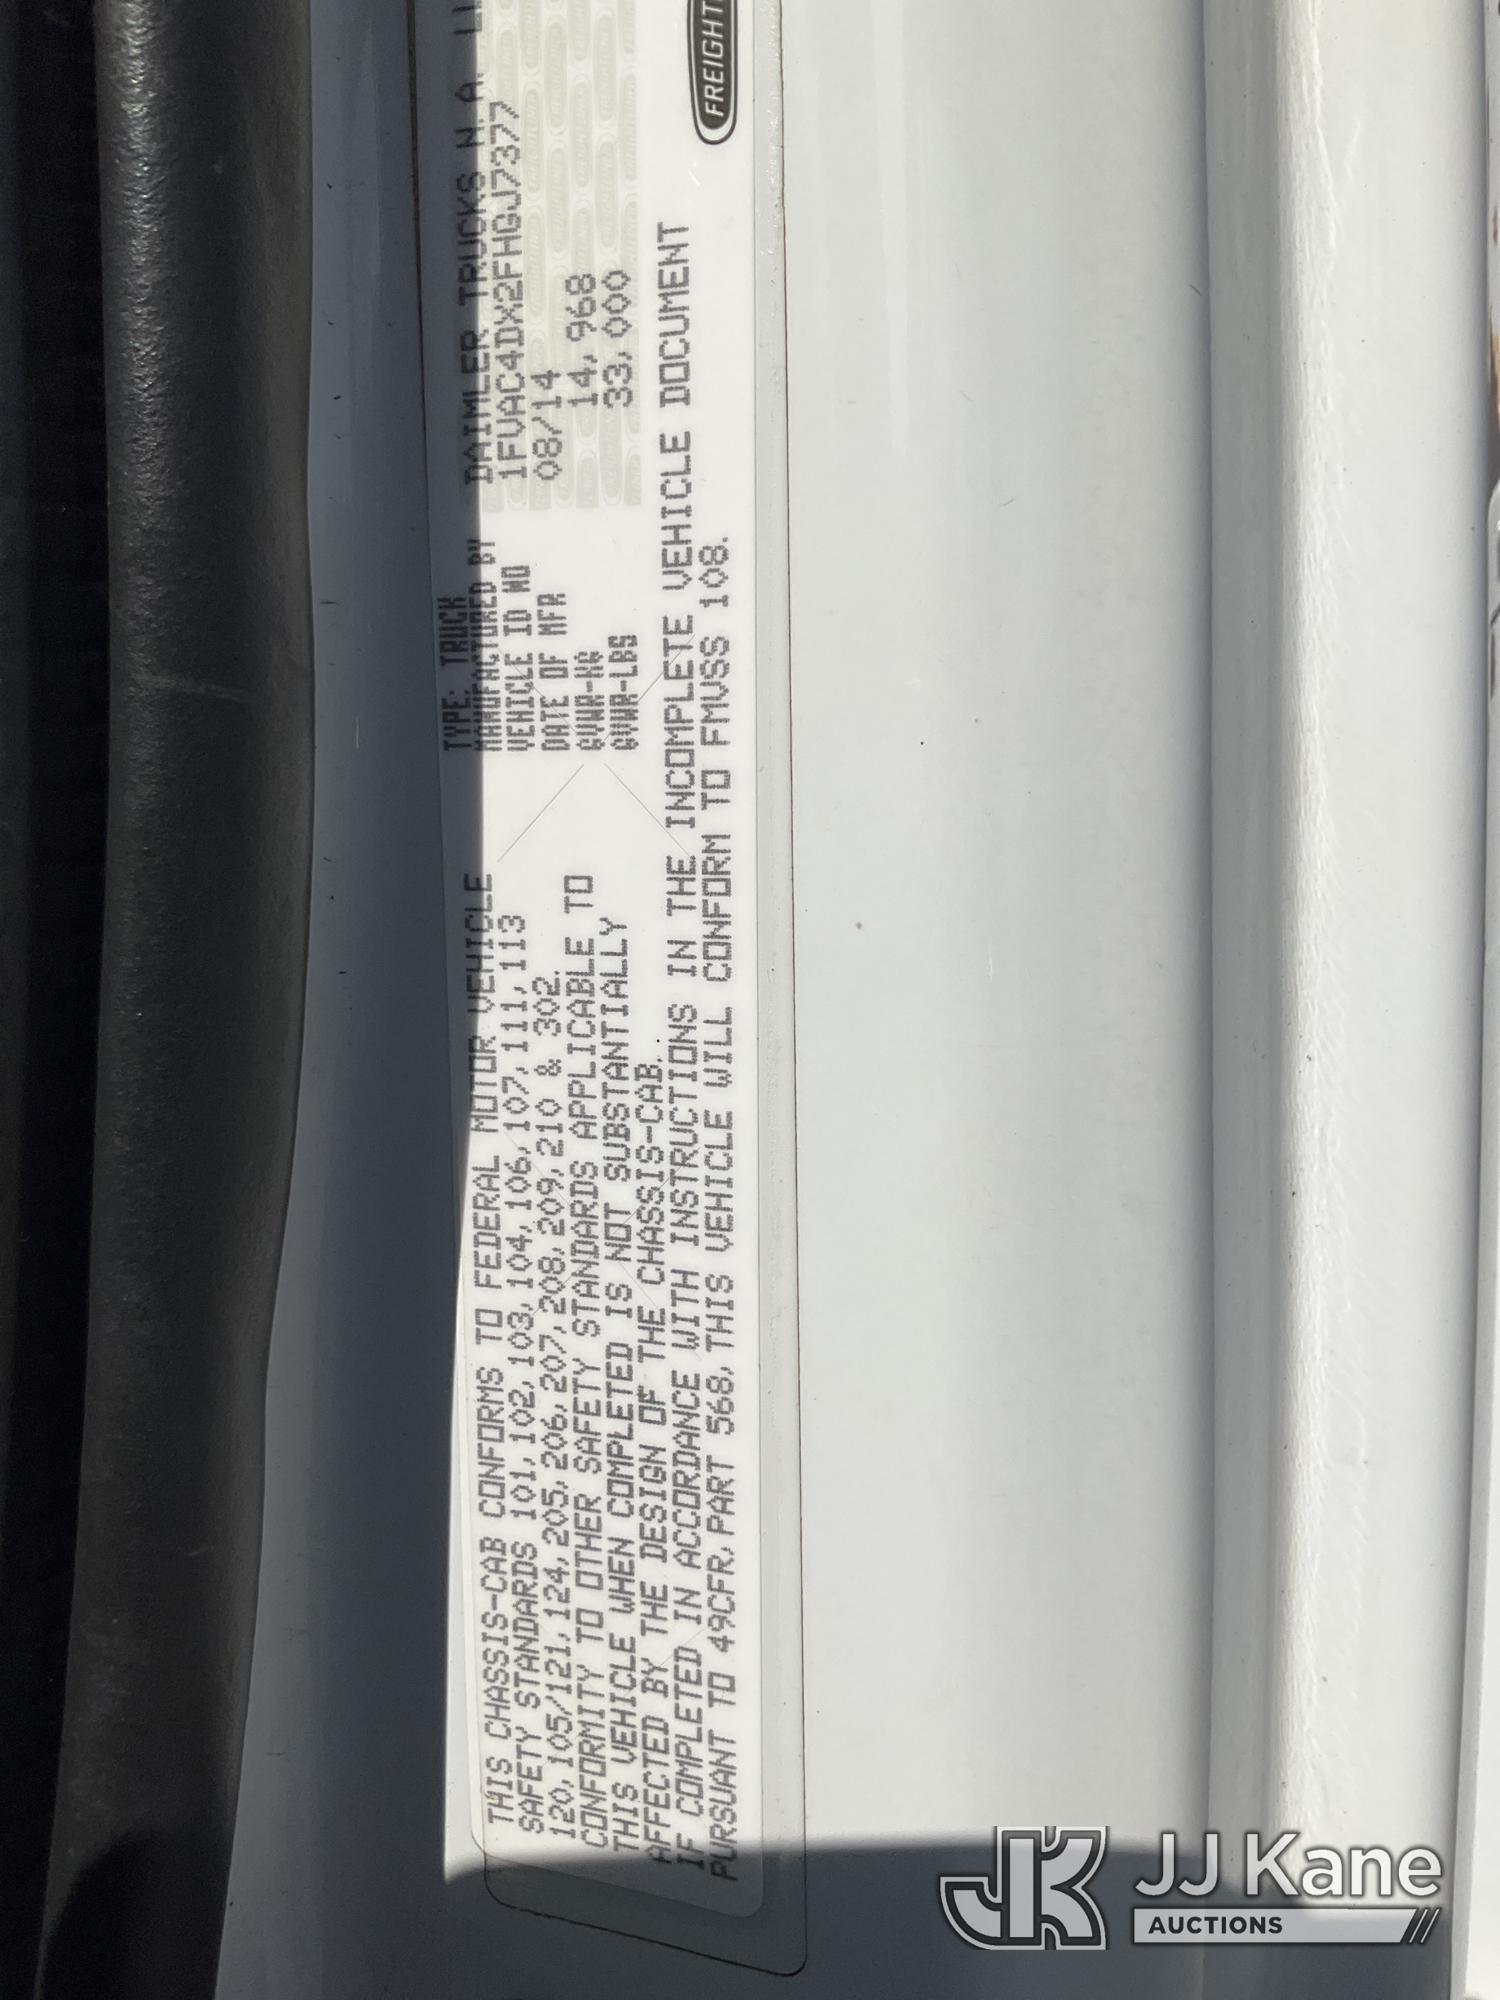 THIS CHASSIS-CAB CONFORMS TO FEDERAL MOTOR VEHICLE
SAFETY STANDARDS 101, 102, 103, 104, 106, 107, 111, 113
120, 105/121, 124, 205, 206, 207, 208, 209, 210 & 302.
CONFORMITY TO OTHER SAFETY STANDARDS APPLICABLE TO
THIS VEHICLE WHEN COMPLETED IS NOT SUBSTANTIALLY
AFFECTED BY THE DESIGN OF THE CHASSIS-CAB.
IF COMPLETED IN ACCORDANCE WITH INSTRUCTIONS IN THE INCOMPLETE VEHICLE DOCUMENT
PURSUANT TO 49CFR, PART 568, THIS VEHICLE WILL CONFORM TO FMVSS 108.
TYPE: TRUCK
MANUFACTURED BY DAIMLER TRUCKS N.A.
VEHICLE ID NO 1FVAC4DX2FHGJ7377
DATE OF MFR 08/14
GVWR-KG 14,968
GVWR-LBS 33,000
FREIGHT
JJ Kane
AUCTIONS